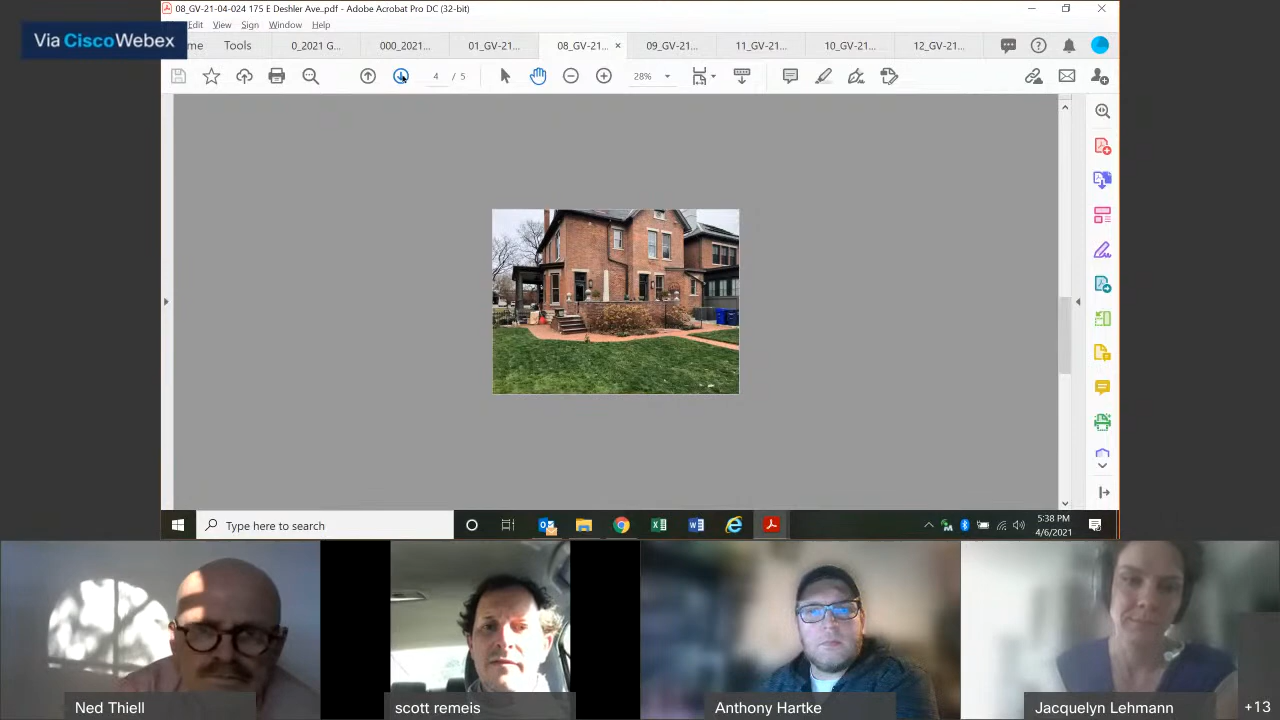 08_GV-21-04-024 175 E Deshler Ave..pdf - Adobe Acrobat Pro DC (32-bit)
Edit View Sign Window Help
Via CiscoWebex
me Tools 0_2021 G... 01_GV-21-... 08_GV-21... × 09_GV-21... 11_GV-21-... 10_GV-21-... 12_GV-21...
4 / 5 28%
Type here to search
5:38 PM
4/6/2021
Ned Thiell scott remeis Anthony Hartke Jacquelyn Lehmann +13